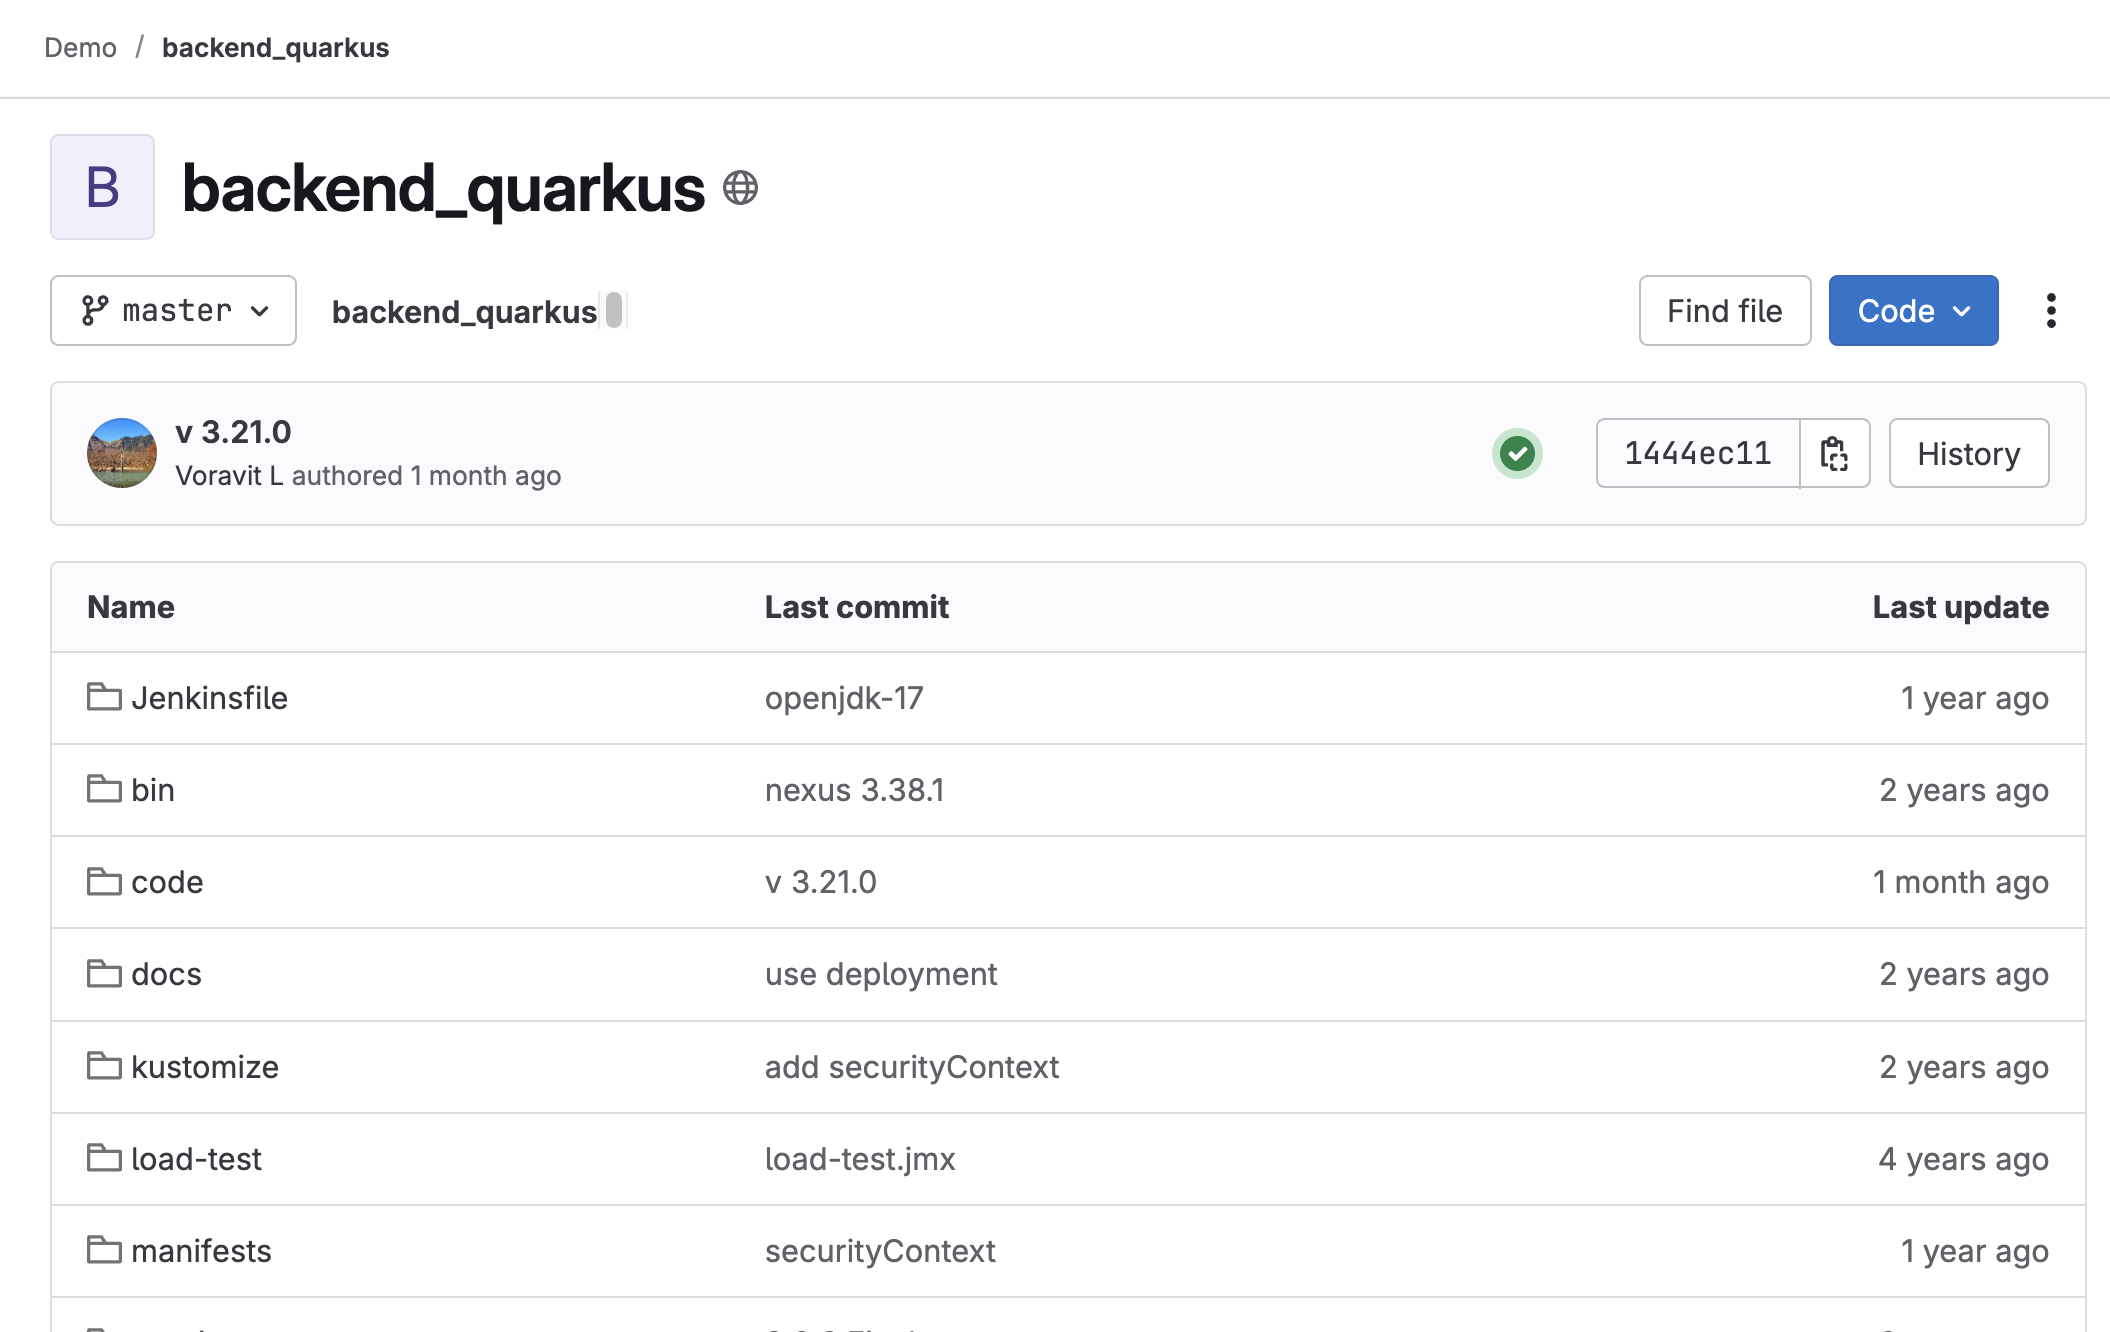 Demo / backend_quarkus
B backend_quarkus
master backend_quarkus Find file Code
v 3.21.0
Voravit L authored 1 month ago
1444ec11 History
Name Last commit Last update
Jenkinsfile openjdk-17 1 year ago
bin nexus 3.38.1 2 years ago
code v 3.21.0 1 month ago
docs use deployment 2 years ago
kustomize add securityContext 2 years ago
load-test load-test.jmx 4 years ago
manifests securityContext 1 year ago